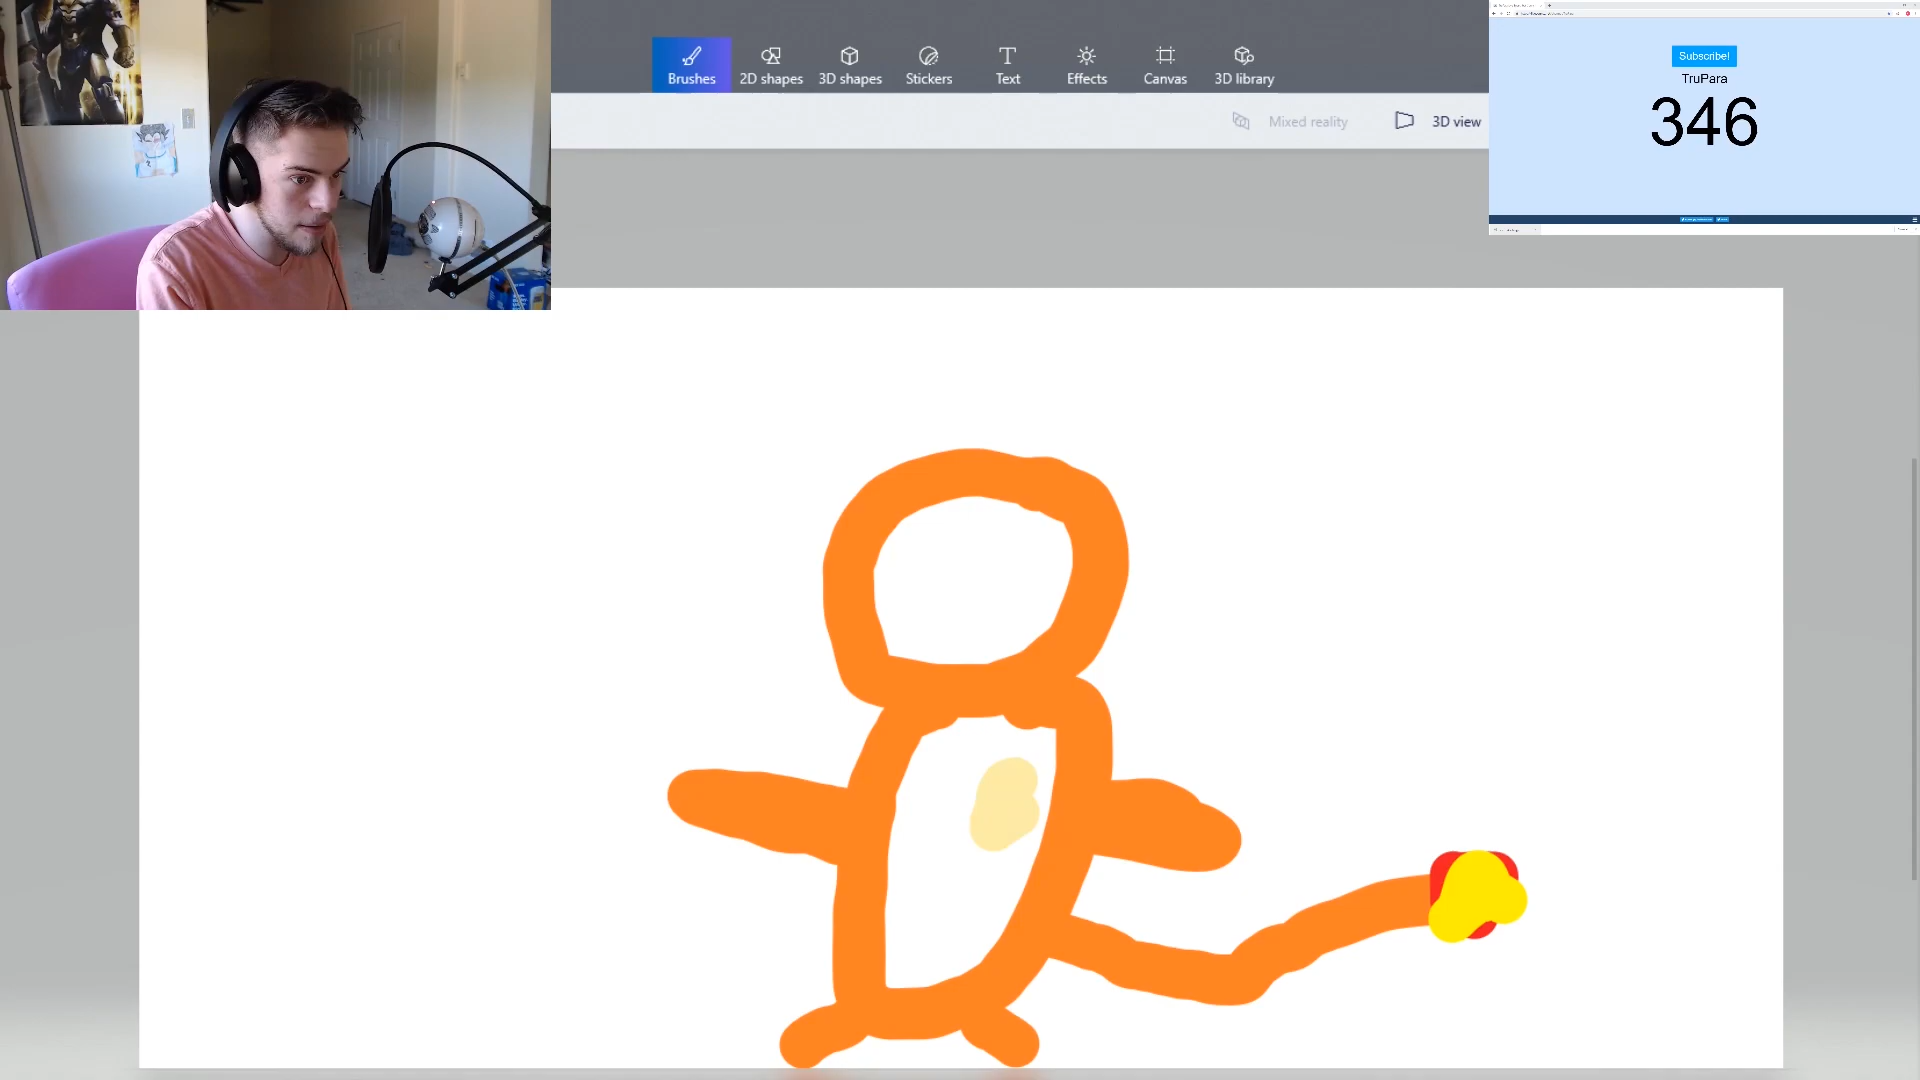 Brushes
2D shapes
3D shapes
Stickers
Text
Effects
Canvas
3D library
Mixed reality
3D view
Subscribe!
TruPara
346